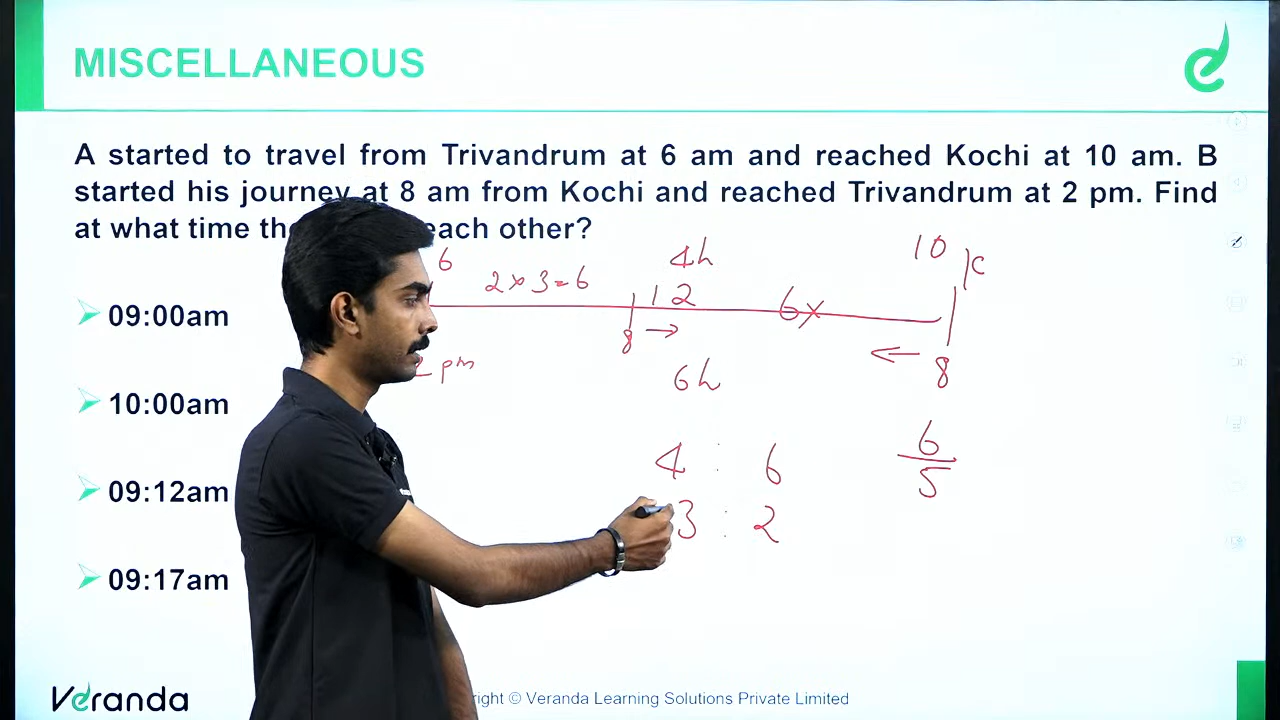 MISCELLANEOUS
A started to travel from Trivandrum at 6 am and reached Kochi at 10 am. B
started his journey at 8 am from Kochi and reached Trivandrum at 2 pm. Find
at what time each other?
6 2 × 3 = 6 4h 10 C
12 6 ×
09:00am
8 → ← 8
2 pm 6h
10:00am
4 : 6 6/5
09:12am
3 : 2
09:17am
Veranda
© Veranda Learning Solutions Private Limited